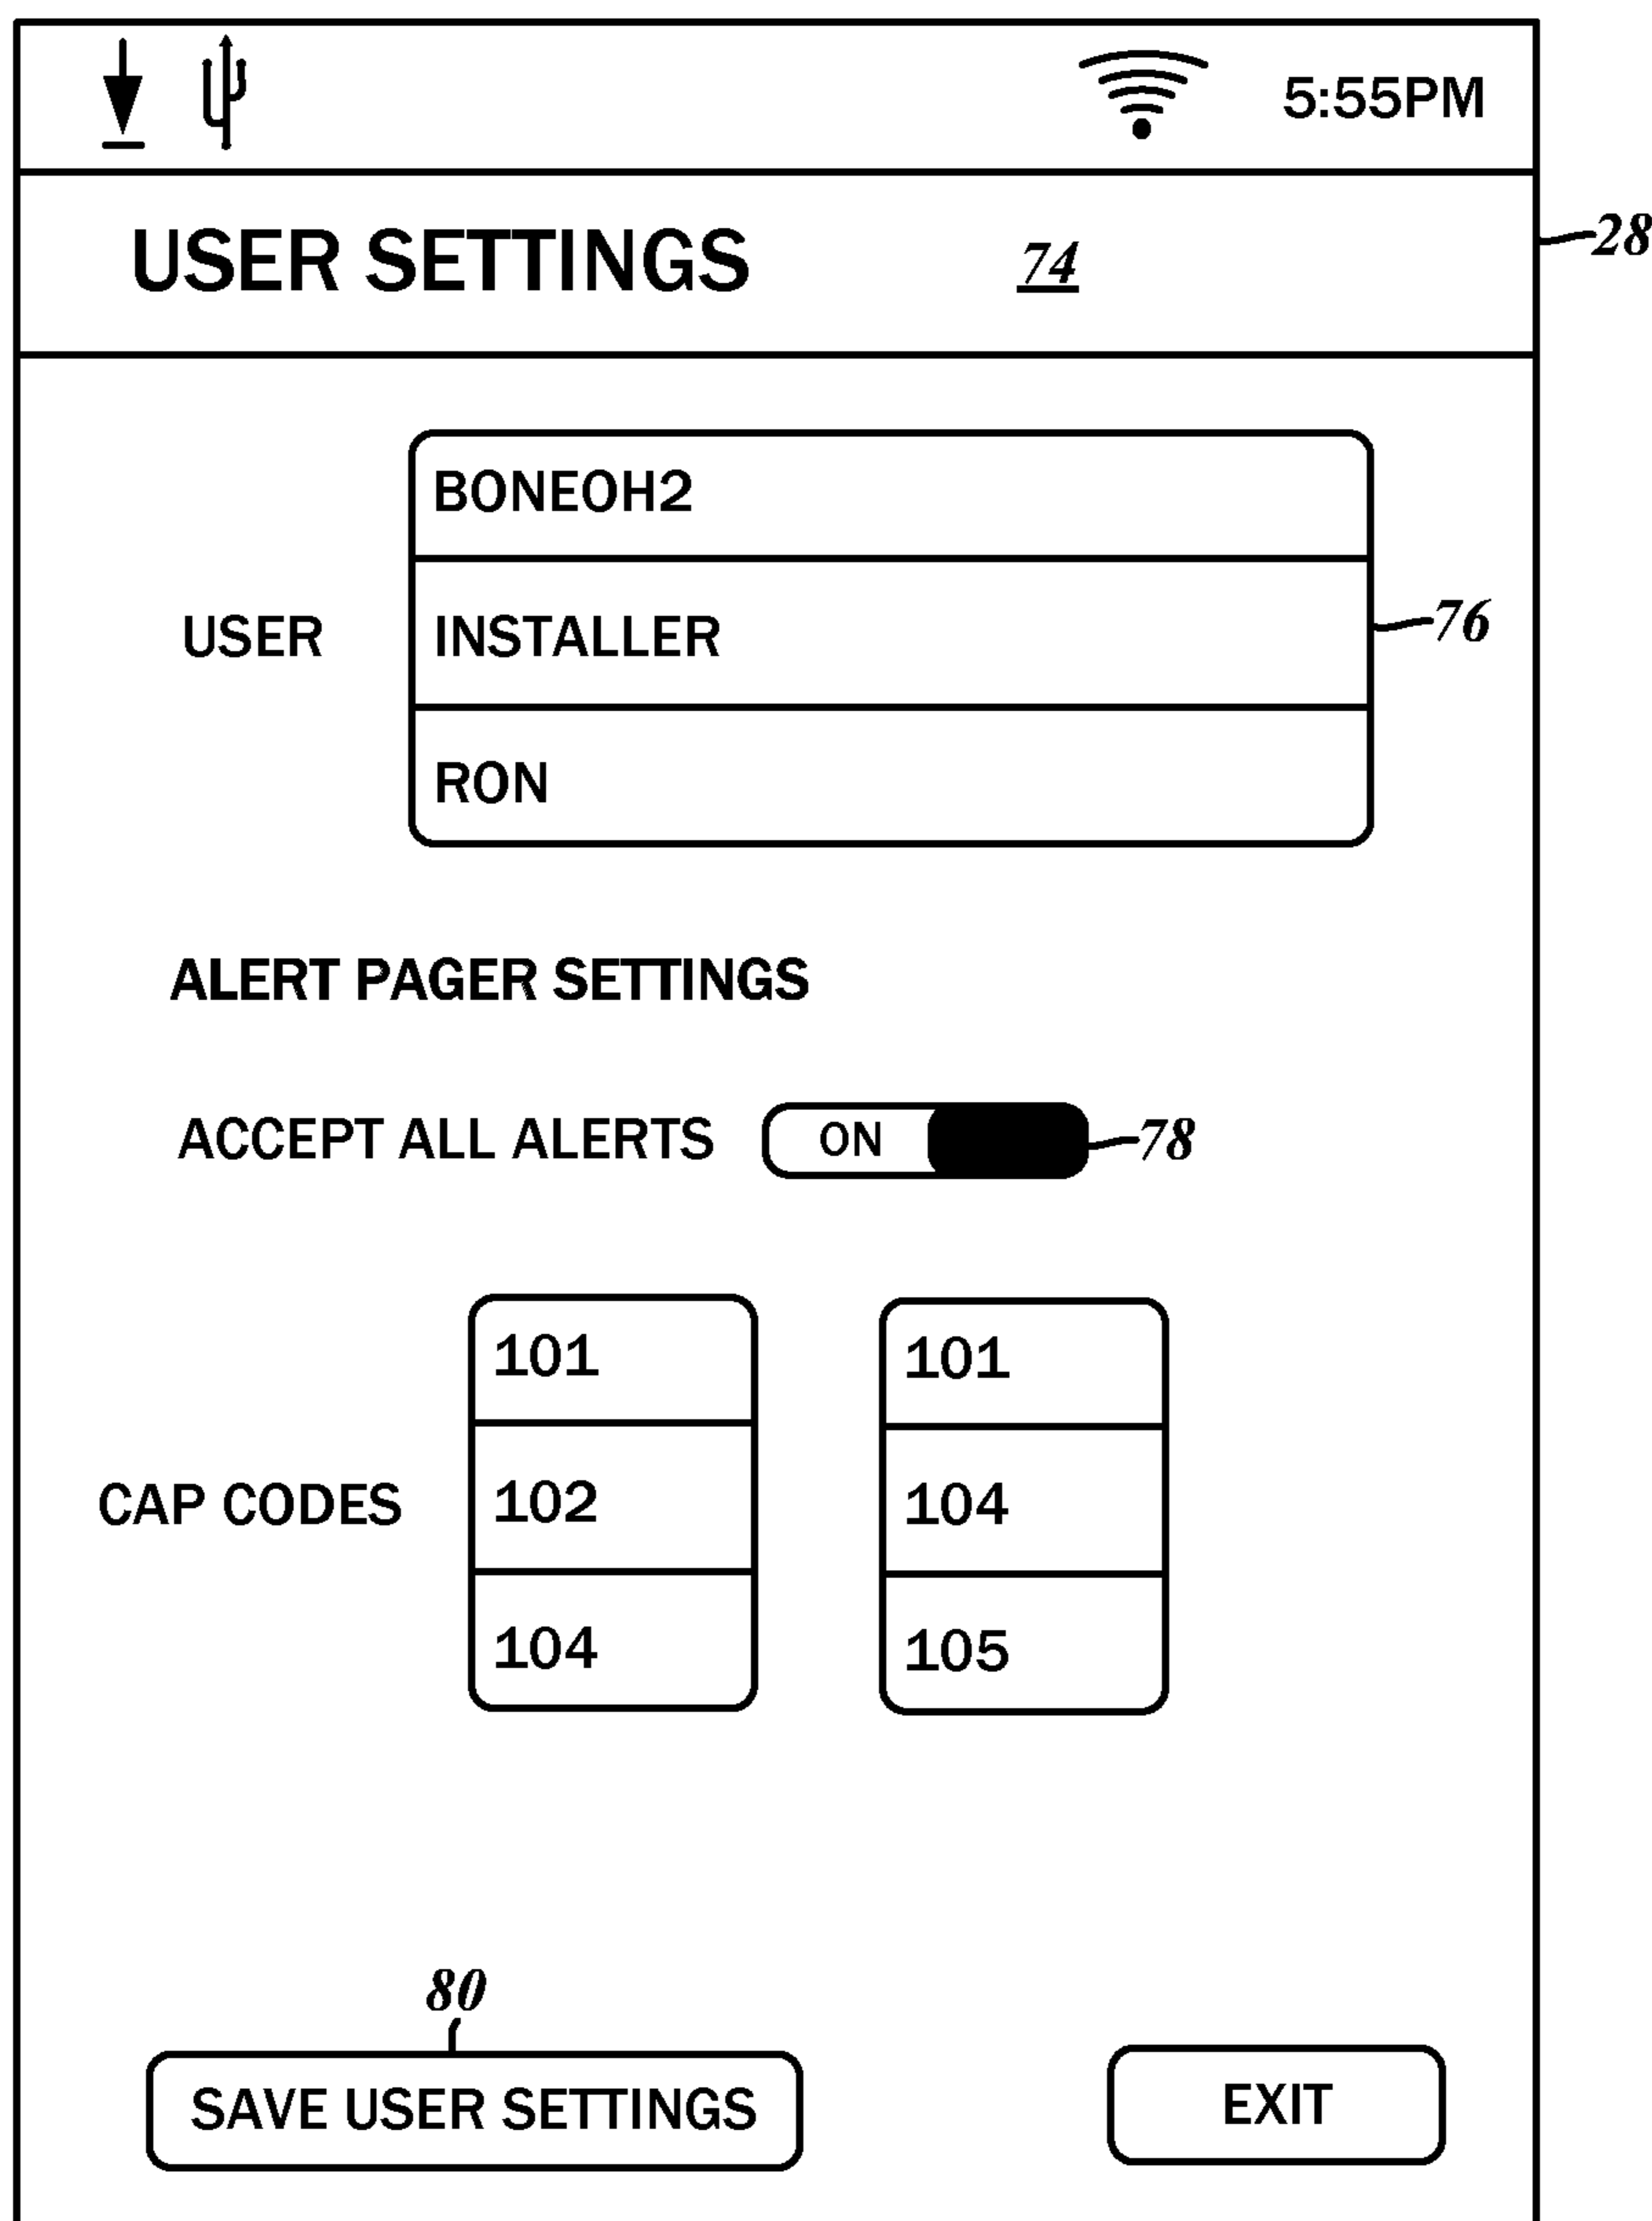 5:55PM
USER SETTINGS 74
28
BONEOH2
USER INSTALLER 76
RON
ALERT PAGER SETTINGS
ACCEPT ALL ALERTS ON 78
101 101
CAP CODES 102 104
104 105
80
SAVE USER SETTINGS EXIT